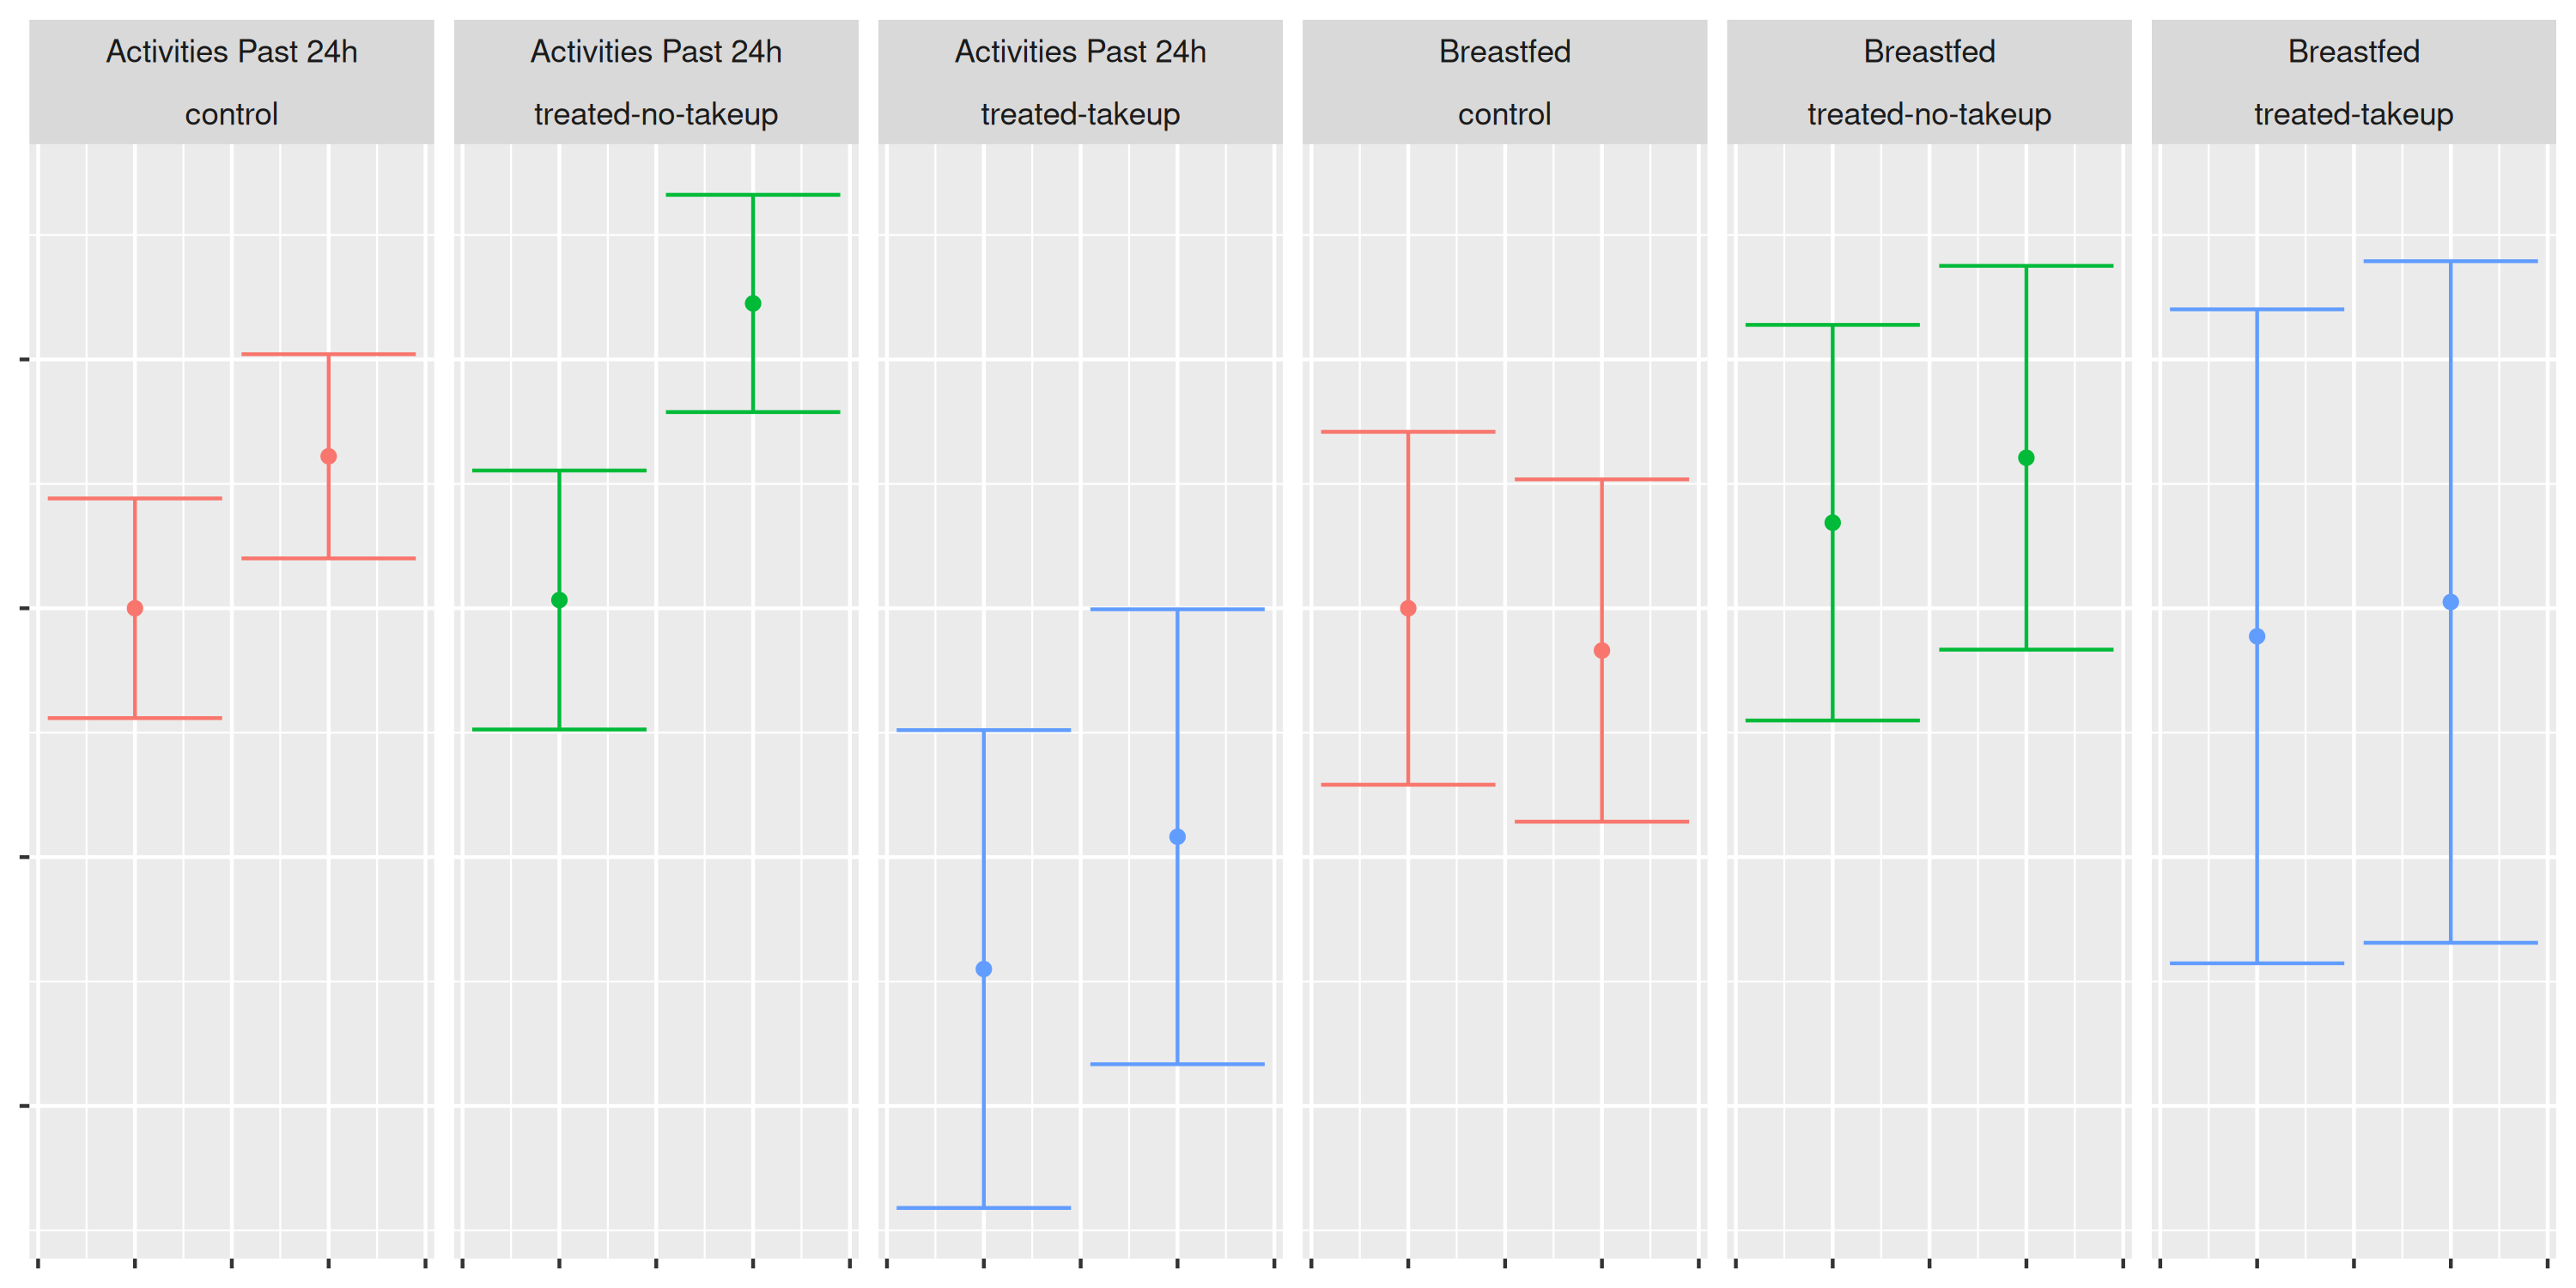 Activities Past 24h
control
Activities Past 24h
treated-no-takeup
Activities Past 24h
treated-takeup
Breastfed
control
Breastfed
treated-no-takeup
Breastfed
treated-takeup